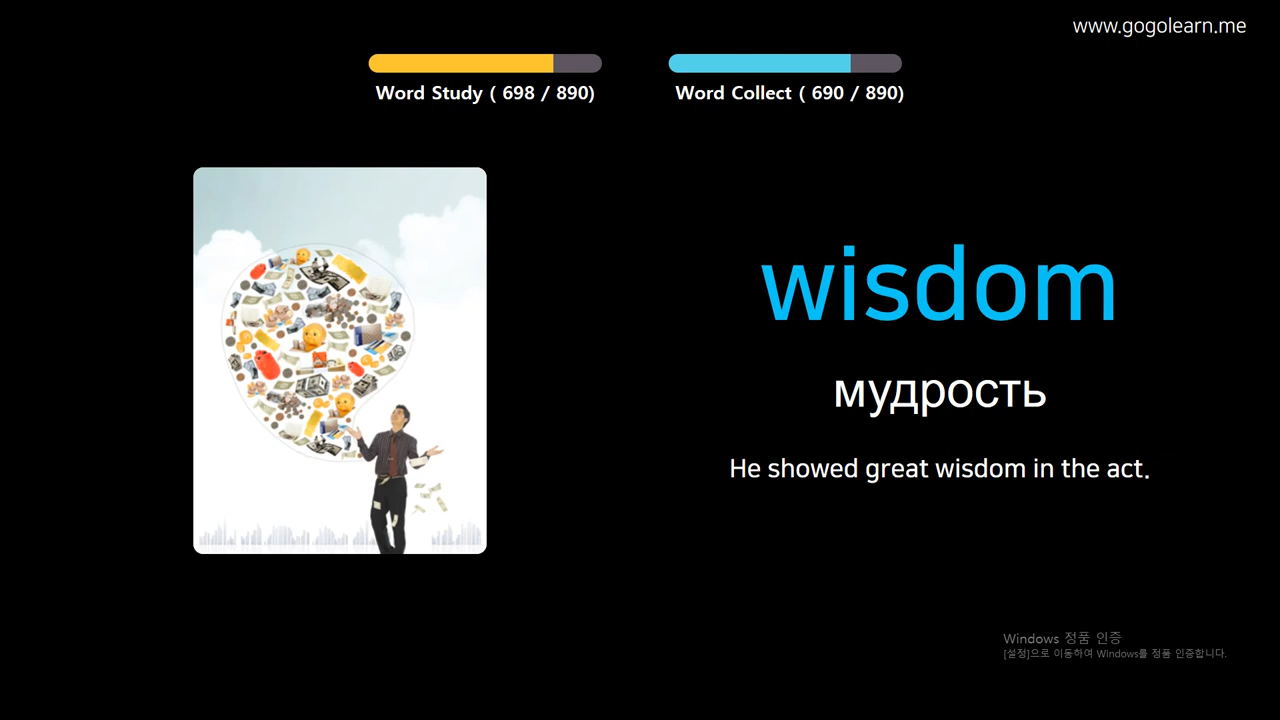 www.gogolearn.me
Word Study ( 698 / 890)
Word Collect ( 690 / 890)
wisdom
мудрость
He showed great wisdom in the act.
Windows 정품 인증
[설정]으로 이동하여 Windows를 정품 인증합니다.